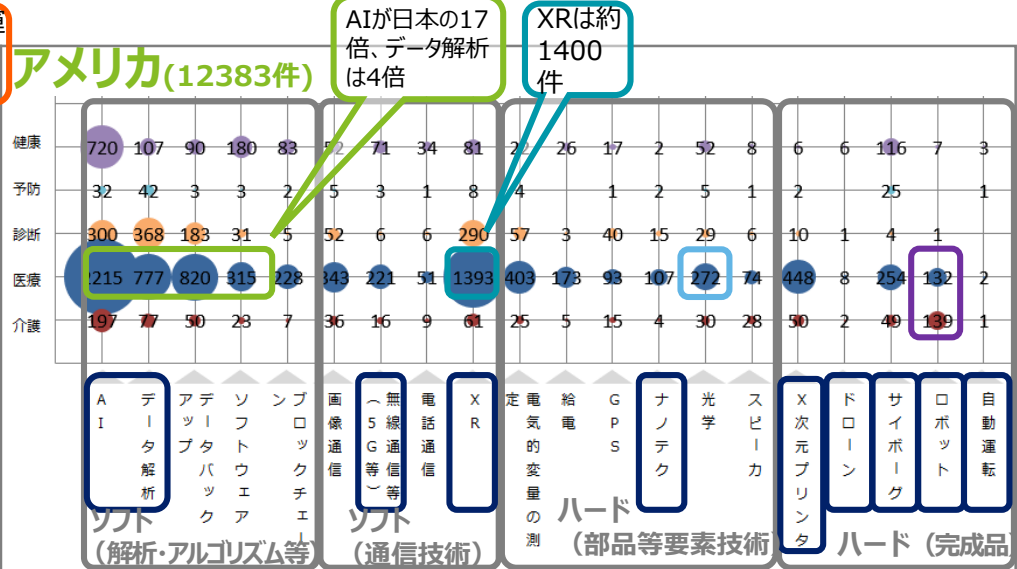 AIが日本の17
倍、データ解析
は4倍
XRは約
1400
件
アメリカ(12383件)
健康 720 107 90 180 83 52 71 34 81 22 26 17 2 52 8 6 6 116 7 3
予防 32 42 3 3 2 5 3 1 8 4 1 2 5 1 2 25 1
診断 300 368 183 31 5 52 6 6 290 57 3 40 15 29 6 10 1 4 1
医療 2215 777 820 315 228 343 221 51 1393 403 173 93 107 272 74 448 8 254 132 2
介護 197 77 50 23 7 36 16 9 61 25 5 15 4 30 28 50 2 49 139 1
AI
データ解析
データバック
アップ
ソフトウェア
ブロックチェー
ン
画像通信
無線通信等
(5G等)
電話通信
XR
電気的変量の測
定
給電
GPS
ナノテク
光学
スピーカ
X次元プリンタ
ドローン
サイボーグ
ロボット
自動運転
ソフト
（解析・アルゴリズム等）
ソフト
（通信技術）
ハード
（部品等要素技術）
ハード（完成品